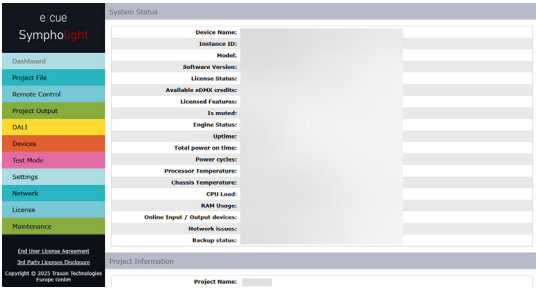 e:cue
Sympholight
Dashboard
Project File
Remote Control
Project Output
DALI
Devices
Test Mode
Settings
Network
License
Maintenance
End User License Agreement
3rd Party Licenses Disclosure
Copyright © 2025 Traxon Technologies
Europe GmbH
System Status
Device Name:
Instance ID:
Model:
Software Version:
License Status:
Available eDMX credits:
Licensed Features:
Is muted:
Engine Status:
Uptime:
Total power on time:
Power cycles:
Processor Temperature:
Chassis Temperature:
CPU Load:
RAM Usage:
Online Input / Output devices:
Network issues:
Backup status:
Project Information
Project Name: